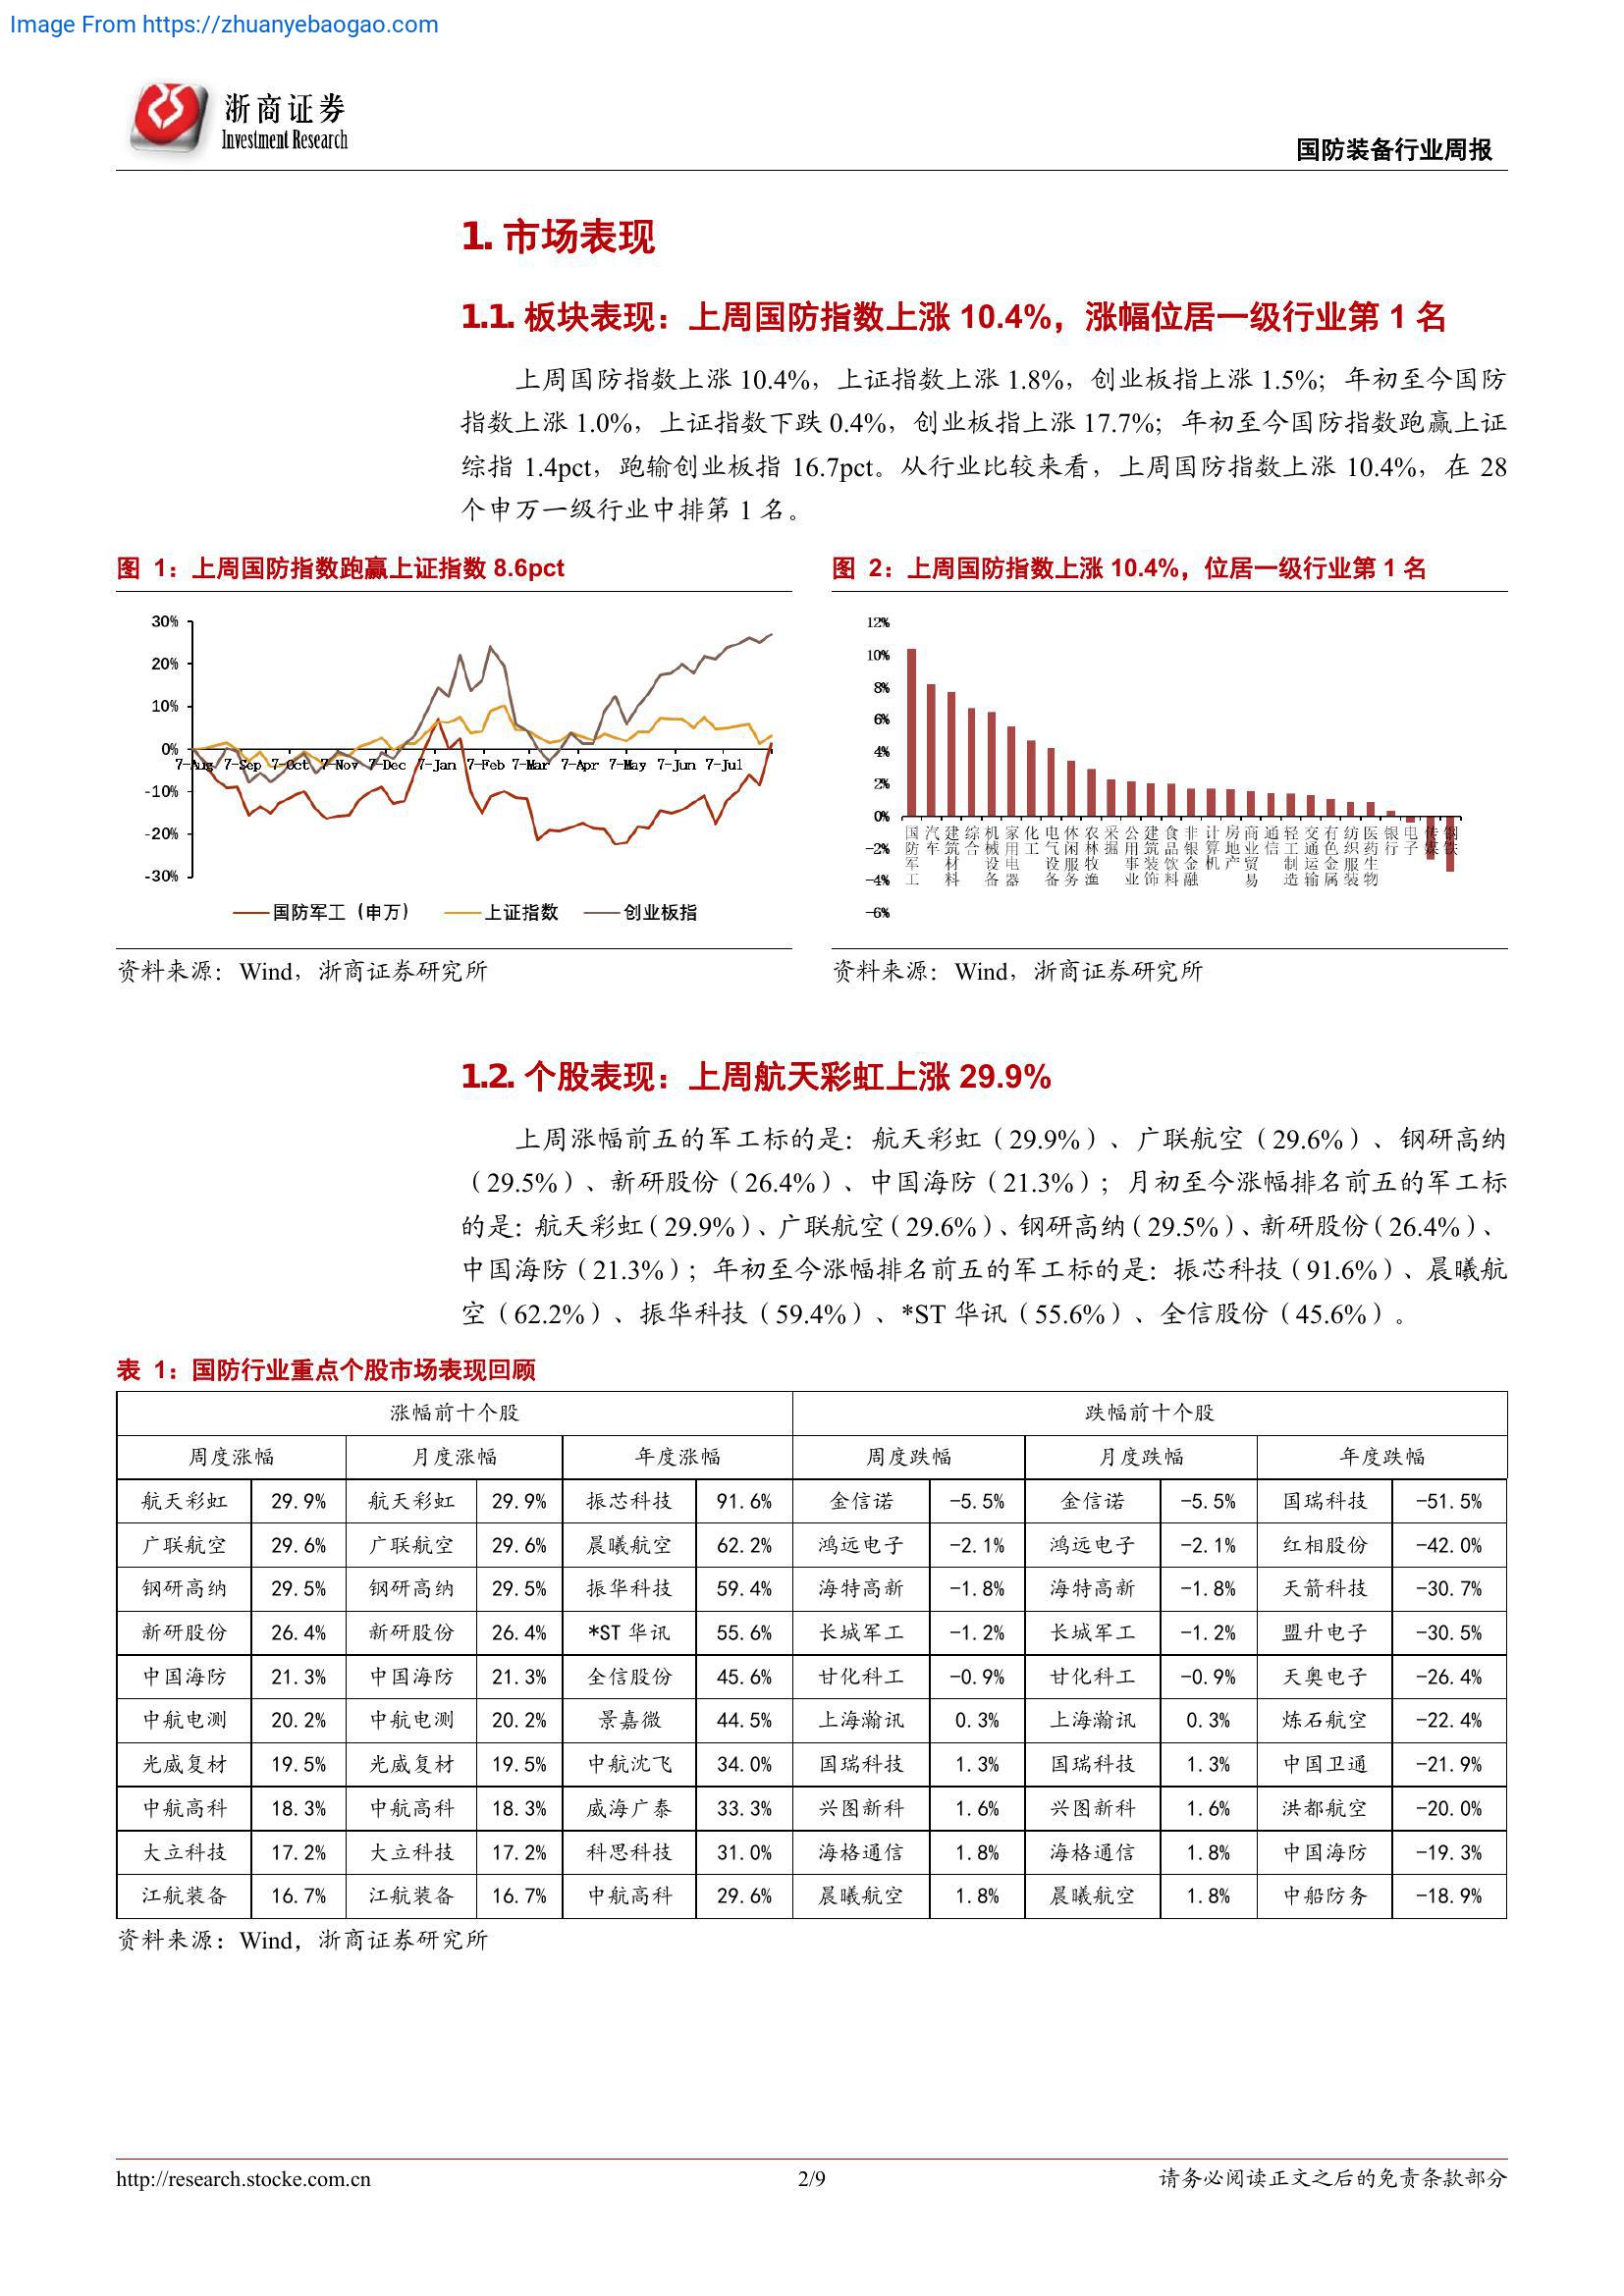 Image From https://zhuanyebaogao.com
浙商证券
Investment Research
国防装备行业周报
1. 市场表现
1.1. 板块表现：上周国防指数上涨 10.4%，涨幅位居一级行业第 1 名
上周国防指数上涨 10.4%，上证指数上涨 1.8%，创业板指上涨 1.5%；年初至今国防
指数上涨 1.0%，上证指数下跌 0.4%，创业板指上涨 17.7%；年初至今国防指数跑赢上证
综指 1.4pct，跑输创业板指 16.7pct。从行业比较来看，上周国防指数上涨 10.4%，在 28
个申万一级行业中排第 1 名。
图 1：上周国防指数跑赢上证指数 8.6pct
30%
20%
10%
0%
-10%
-20%
-30%
7-Aug 7-Sep 7-Oct 7-Nov 7-Dec 7-Jan 7-Feb 7-Mar 7-Apr 7-May 7-Jun 7-Jul
国防军工（申万） 上证指数 创业板指
资料来源：Wind，浙商证券研究所
图 2：上周国防指数上涨 10.4%，位居一级行业第 1 名
12%
10%
8%
6%
4%
2%
0%
-2%
-4%
-6%
国防军工 汽车 建筑材料 综合 机械设备 家用电器 化工 电气设备 休闲服务 农林牧渔 采掘 公用事业 建筑装饰 食品饮料 非银金融 计算机 房地产 商业贸易 通信 轻工制造 交通运输 有色金属 纺织服装 医药生物 银行 电子 传媒 钢铁
资料来源：Wind，浙商证券研究所
1.2. 个股表现：上周航天彩虹上涨 29.9%
上周涨幅前五的军工标的是：航天彩虹（29.9%）、广联航空（29.6%）、钢研高纳
（29.5%）、新研股份（26.4%）、中国海防（21.3%）；月初至今涨幅排名前五的军工标
的是：航天彩虹（29.9%）、广联航空（29.6%）、钢研高纳（29.5%）、新研股份（26.4%）、
中国海防（21.3%）；年初至今涨幅排名前五的军工标的是：振芯科技（91.6%）、晨曦航
空（62.2%）、振华科技（59.4%）、*ST 华讯（55.6%）、全信股份（45.6%）。
表 1：国防行业重点个股市场表现回顾
涨幅前十个股 跌幅前十个股
周度涨幅 月度涨幅 年度涨幅 周度跌幅 月度跌幅 年度跌幅
航天彩虹 29.9% 航天彩虹 29.9% 振芯科技 91.6% 金信诺 -5.5% 金信诺 -5.5% 国瑞科技 -51.5%
广联航空 29.6% 广联航空 29.6% 晨曦航空 62.2% 鸿远电子 -2.1% 鸿远电子 -2.1% 红相股份 -42.0%
钢研高纳 29.5% 钢研高纳 29.5% 振华科技 59.4% 海特高新 -1.8% 海特高新 -1.8% 天箭科技 -30.7%
新研股份 26.4% 新研股份 26.4% *ST 华讯 55.6% 长城军工 -1.2% 长城军工 -1.2% 盟升电子 -30.5%
中国海防 21.3% 中国海防 21.3% 全信股份 45.6% 甘化科工 -0.9% 甘化科工 -0.9% 天奥电子 -26.4%
中航电测 20.2% 中航电测 20.2% 景嘉微 44.5% 上海瀚讯 0.3% 上海瀚讯 0.3% 炼石航空 -22.4%
光威复材 19.5% 光威复材 19.5% 中航沈飞 34.0% 国瑞科技 1.3% 国瑞科技 1.3% 中国卫通 -21.9%
中航高科 18.3% 中航高科 18.3% 威海广泰 33.3% 兴图新科 1.6% 兴图新科 1.6% 洪都航空 -20.0%
大立科技 17.2% 大立科技 17.2% 科思科技 31.0% 海格通信 1.8% 海格通信 1.8% 中国海防 -19.3%
江航装备 16.7% 江航装备 16.7% 中航高科 29.6% 晨曦航空 1.8% 晨曦航空 1.8% 中船防务 -18.9%
资料来源：Wind，浙商证券研究所
http://research.stocke.com.cn 2/9 请务必阅读正文之后的免责条款部分